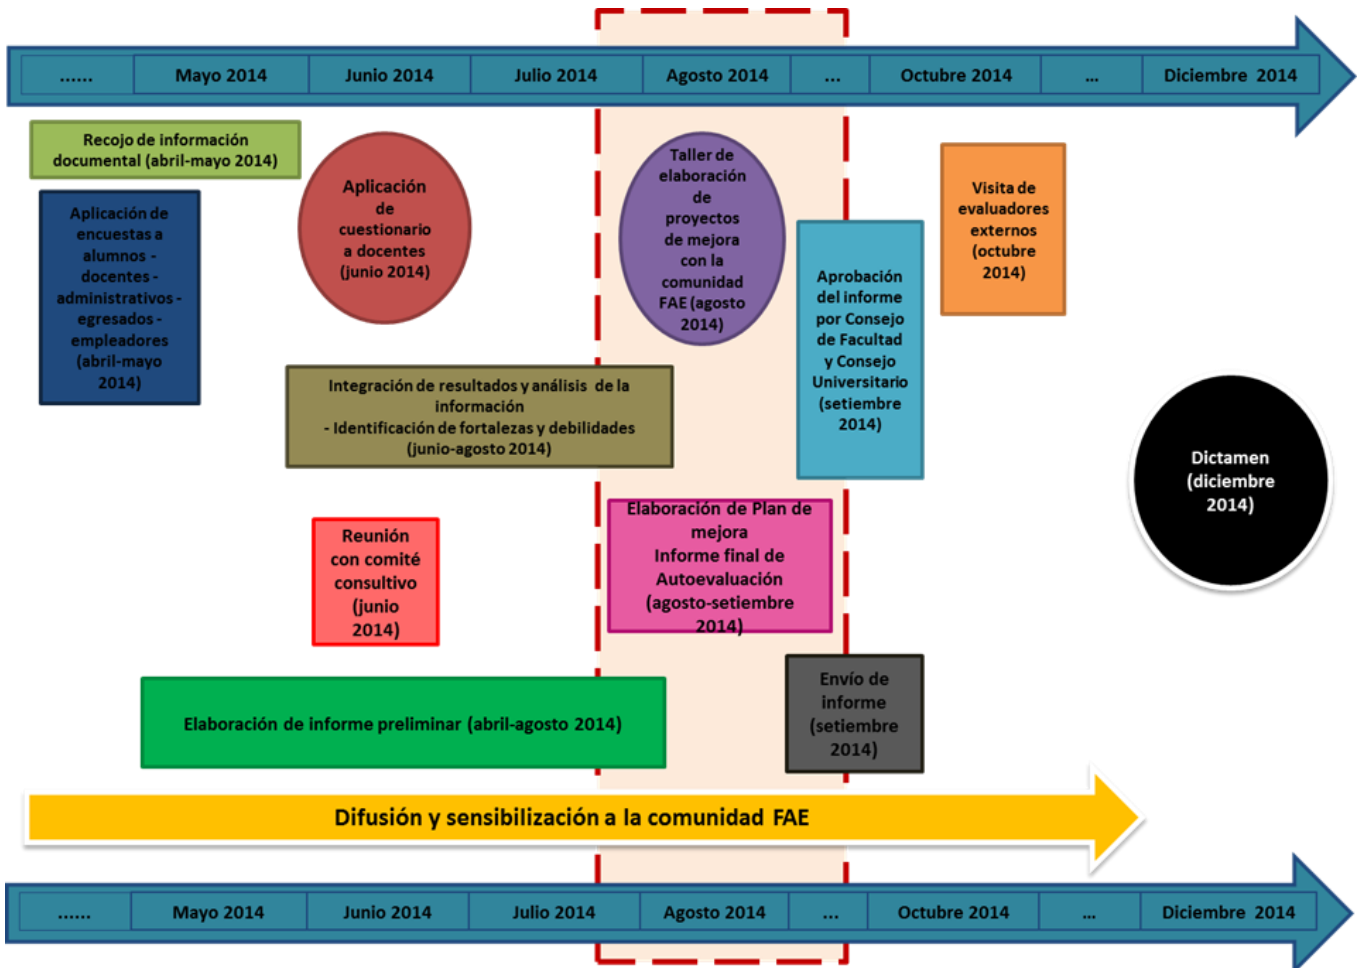 ......
Mayo 2014
Junio 2014
Julio 2014
Agosto 2014
...
Octubre 2014
...
Diciembre 2014
Recojo de información
documental (abril-mayo 2014)
Aplicación de
encuestas a
alumnos -
docentes -
administrativos -
egresados -
empleadores
(abril-mayo
2014)
Aplicación
de
cuestionario
a docentes
(junio 2014)
Taller de
elaboración
de
proyectos
de mejora
con la
comunidad
FAE (agosto
2014)
Aprobación
del informe
por Consejo
de Facultad
y Consejo
Universitario
(setiembre
2014)
Visita de
evaluadores
externos
(octubre
2014)
Integración de resultados y análisis de la
información
- Identificación de fortalezas y debilidades
(junio-agosto 2014)
Dictamen
(diciembre
2014)
Reunión
con comité
consultivo
(junio
2014)
Elaboración de Plan de
mejora
Informe final de
Autoevaluación
(agosto-setiembre
2014)
Elaboración de informe preliminar (abril-agosto 2014)
Envío de
informe
(setiembre
2014)
Difusión y sensibilización a la comunidad FAE
......
Mayo 2014
Junio 2014
Julio 2014
Agosto 2014
...
Octubre 2014
...
Diciembre 2014